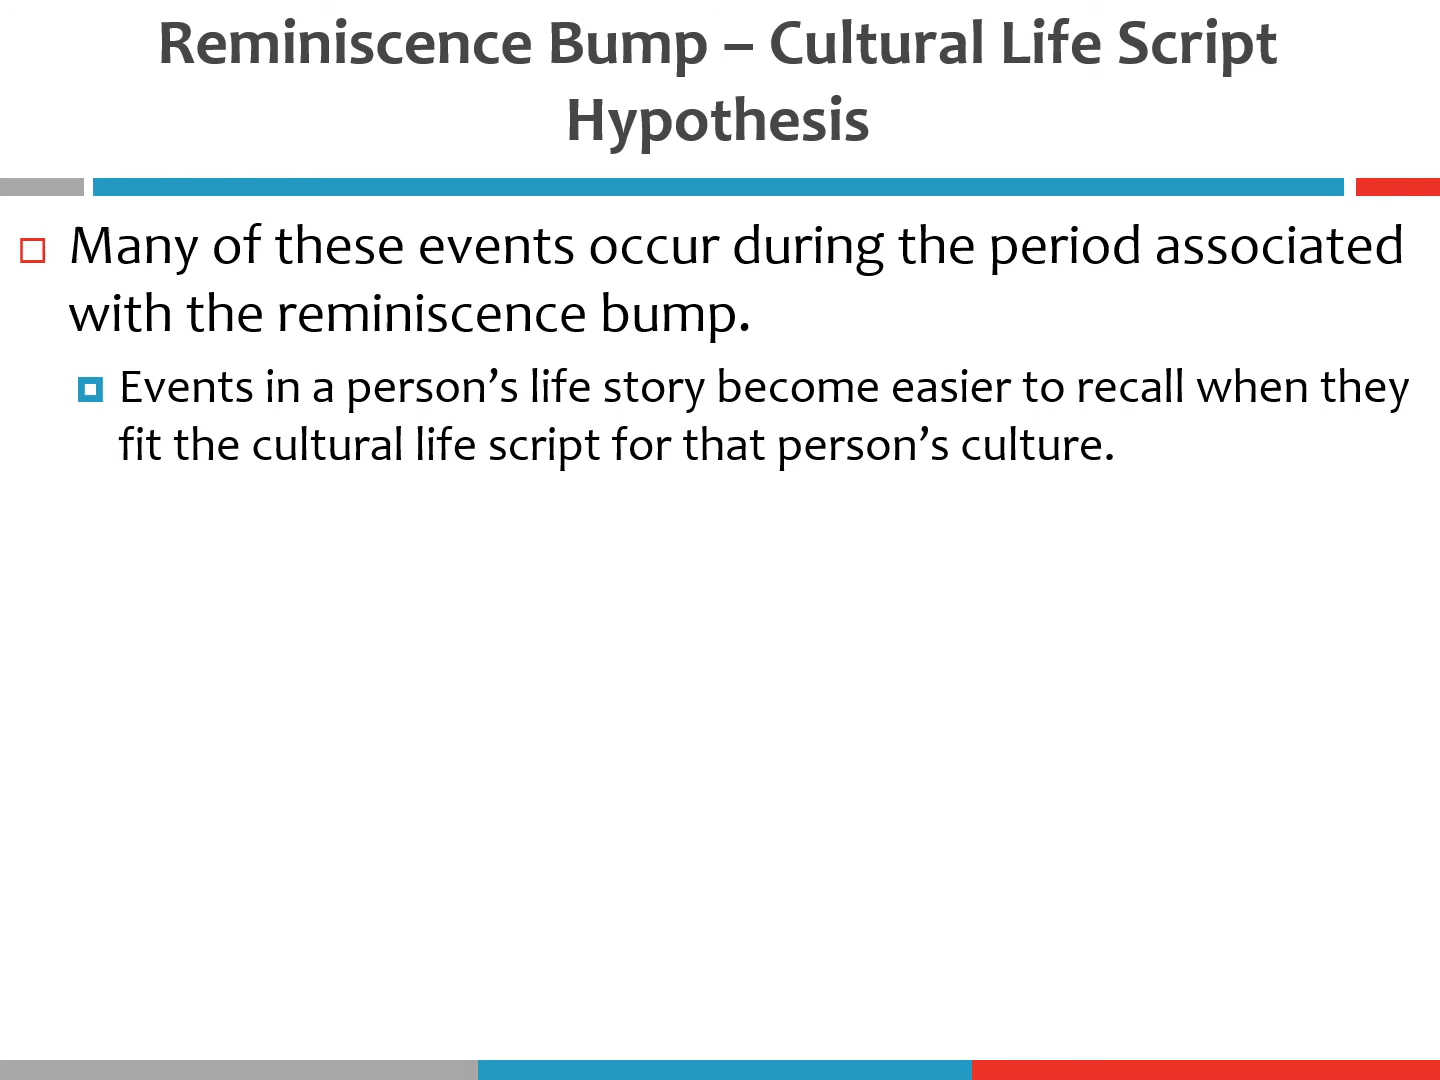 Reminiscence Bump – Cultural Life Script
Hypothesis
Many of these events occur during the period associated
with the reminiscence bump.
Events in a person’s life story become easier to recall when they
fit the cultural life script for that person’s culture.